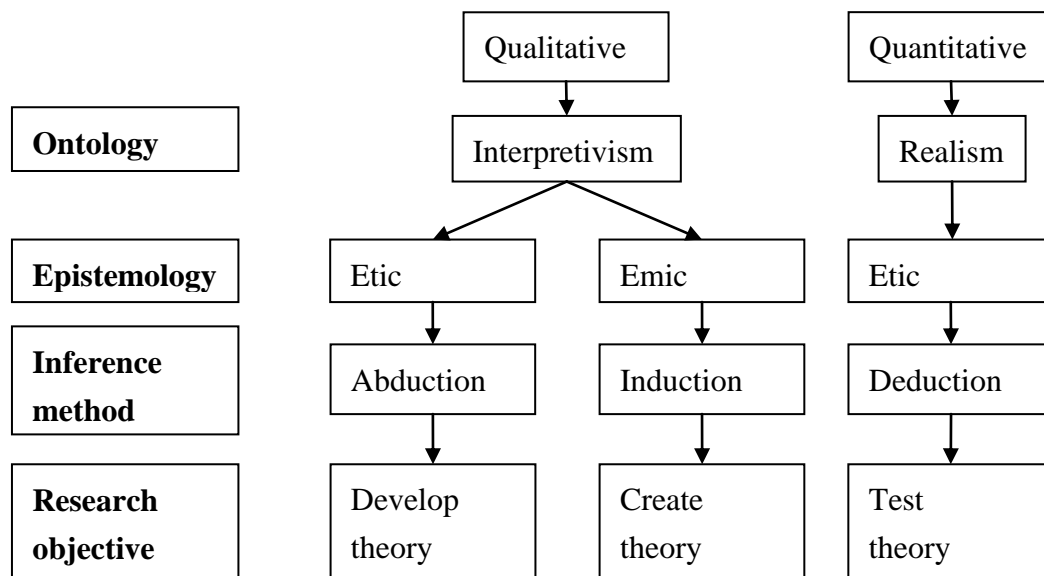 Qualitative
Quantitative
Ontology
Interpretivism
Realism
Epistemology
Etic
Emic
Etic
Inference
method
Abduction
Induction
Deduction
Research
objective
Develop
theory
Create
theory
Test
theory